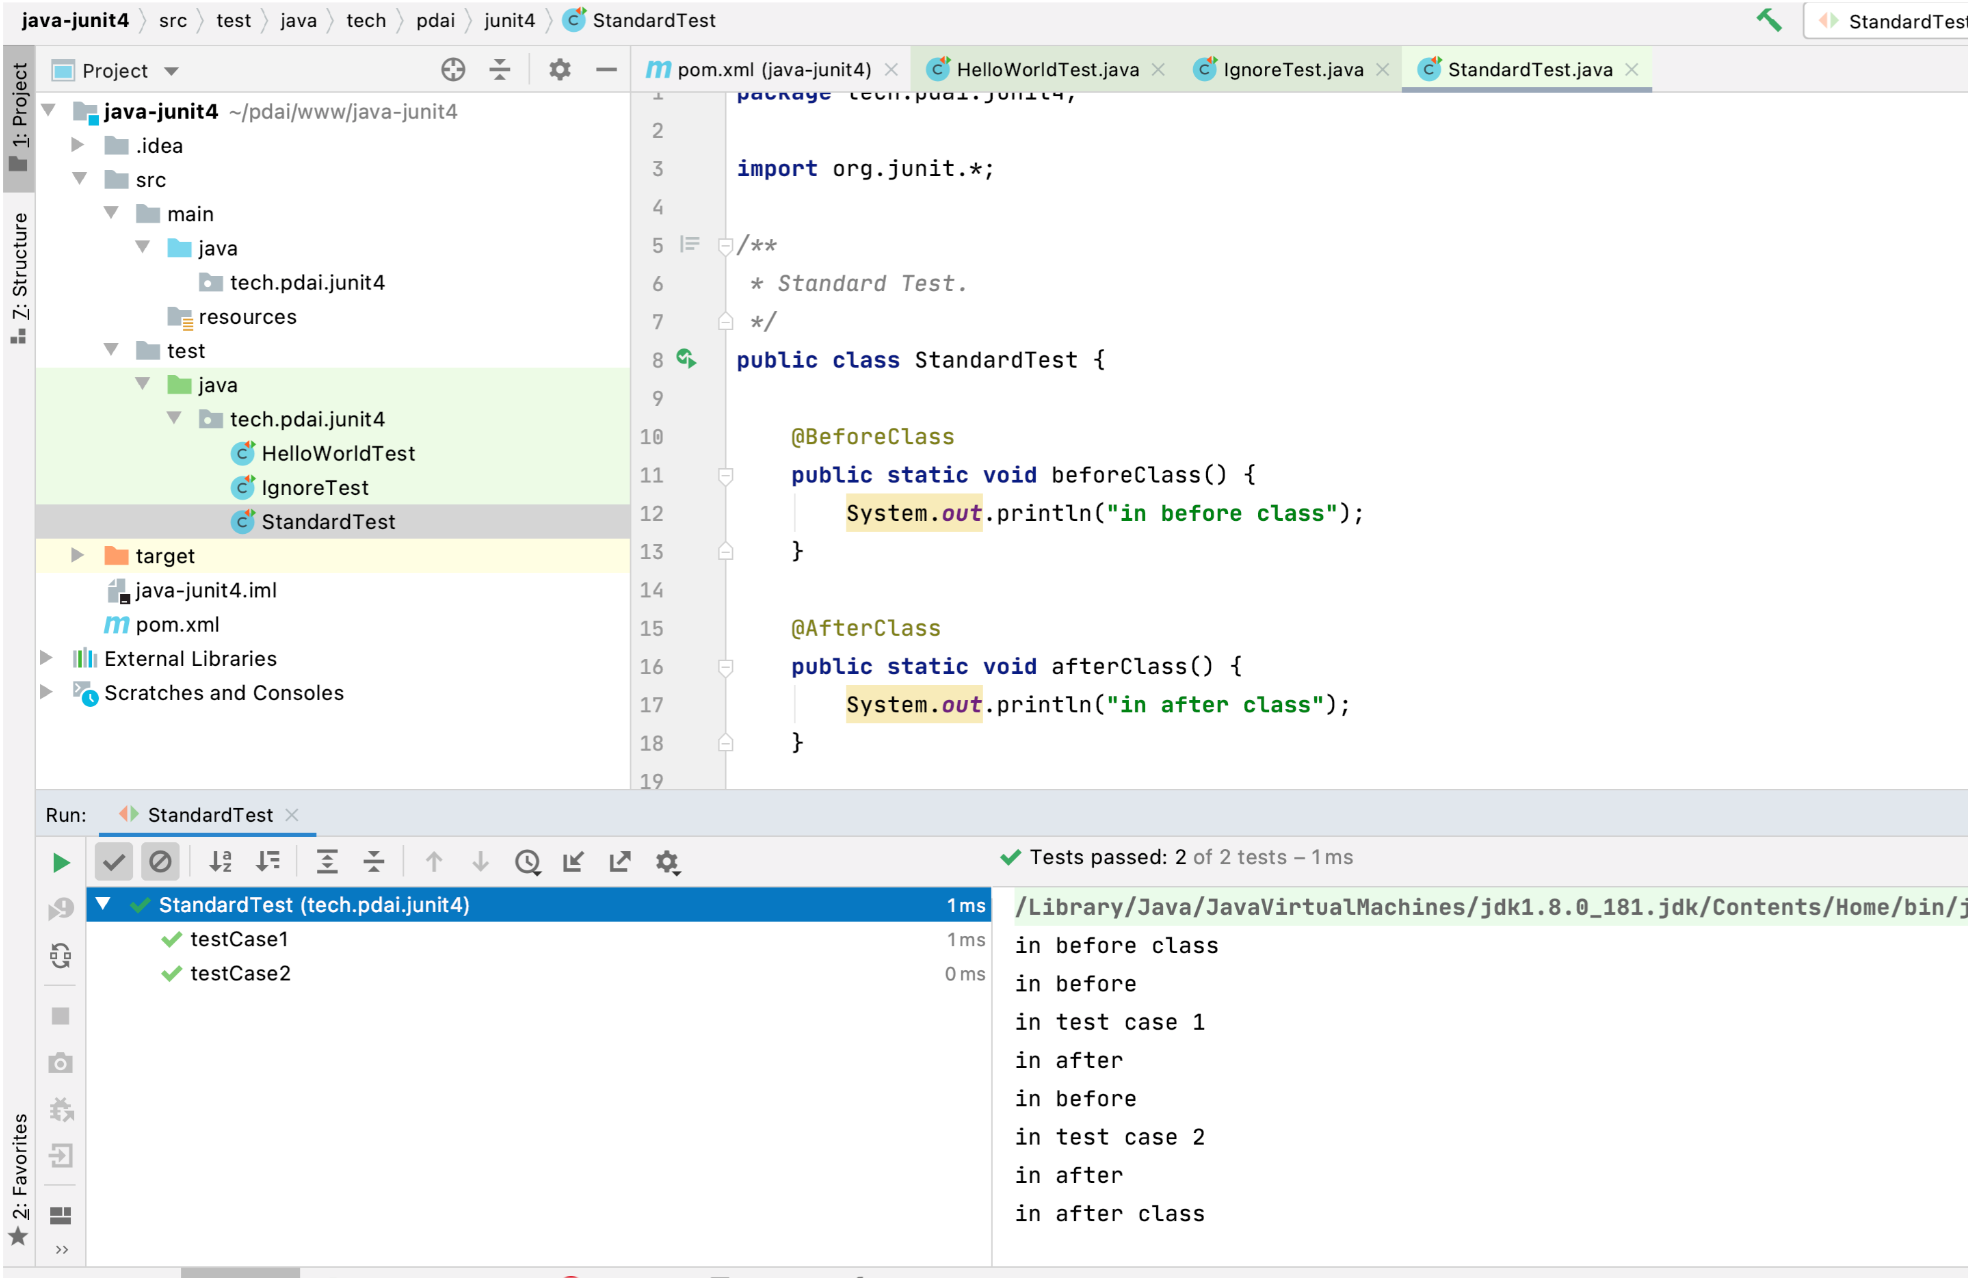 java-junit4 src test java tech pdai junit4 StandardTest
StandardTest
1: Project
7: Structure
2: Favorites
Project
java-junit4 ~/pdai/www/java-junit4
.idea
src
main
java
tech.pdai.junit4
resources
test
java
tech.pdai.junit4
HelloWorldTest
IgnoreTest
StandardTest
target
java-junit4.iml
pom.xml
External Libraries
Scratches and Consoles
pom.xml (java-junit4) HelloWorldTest.java IgnoreTest.java StandardTest.java
1 package tech.pdai.junit4;
2
3 import org.junit.*;
4
5 /**
6 * Standard Test.
7 */
8 public class StandardTest {
9
10 @BeforeClass
11 public static void beforeClass() {
12 System.out.println("in before class");
13 }
14
15 @AfterClass
16 public static void afterClass() {
17 System.out.println("in after class");
18 }
19
Run: StandardTest
Tests passed: 2 of 2 tests – 1 ms
StandardTest (tech.pdai.junit4) 1 ms
testCase1 1 ms
testCase2 0 ms
/Library/Java/JavaVirtualMachines/jdk1.8.0_181.jdk/Contents/Home/bin/j
in before class
in before
in test case 1
in after
in before
in test case 2
in after
in after class